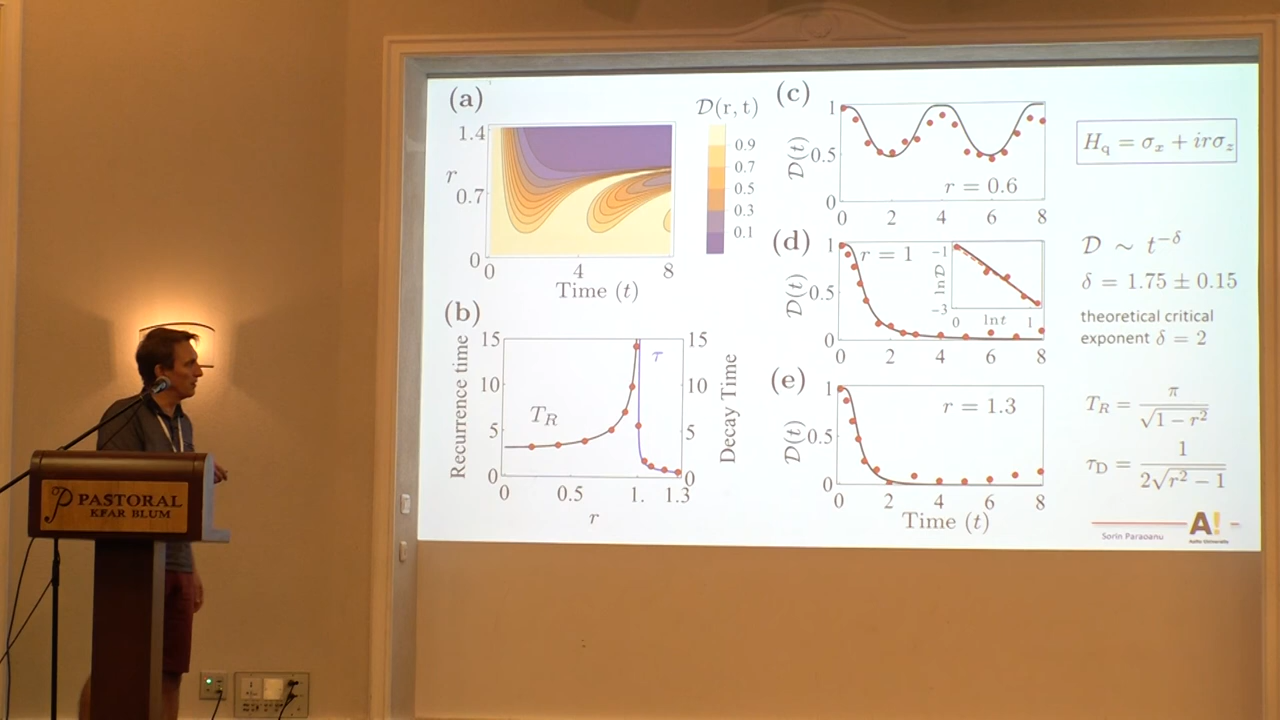 (a)
D(r, t)
1.4
r
0.7
0
0 4 8
Time (t)
0.9
0.7
0.5
0.3
0.1
(b)
Recurrence time
15
10
5
0
T_R
τ
15
10
5
0
Decay Time
0 0.5 1. 1.3
r
(c)
D(t)
1
0.5
0
r = 0.6
0 2 4 6 8
(d)
D(t)
1
0.5
0
r = 1
−1
ln D
−3
0 ln t 1
0 2 4 6 8
(e)
D(t)
1
0.5
0
r = 1.3
0 2 4 6 8
Time (t)
H_q = σ_x + irσ_z
D ∼ t^{−δ}
δ = 1.75 ± 0.15
theoretical critical
exponent δ = 2
T_R = π / √(1 − r²)
τ_D = 1 / (2√(r² − 1))
Sorin Paraoanu
A!
Aalto University
P PASTORAL
KFAR BLUM